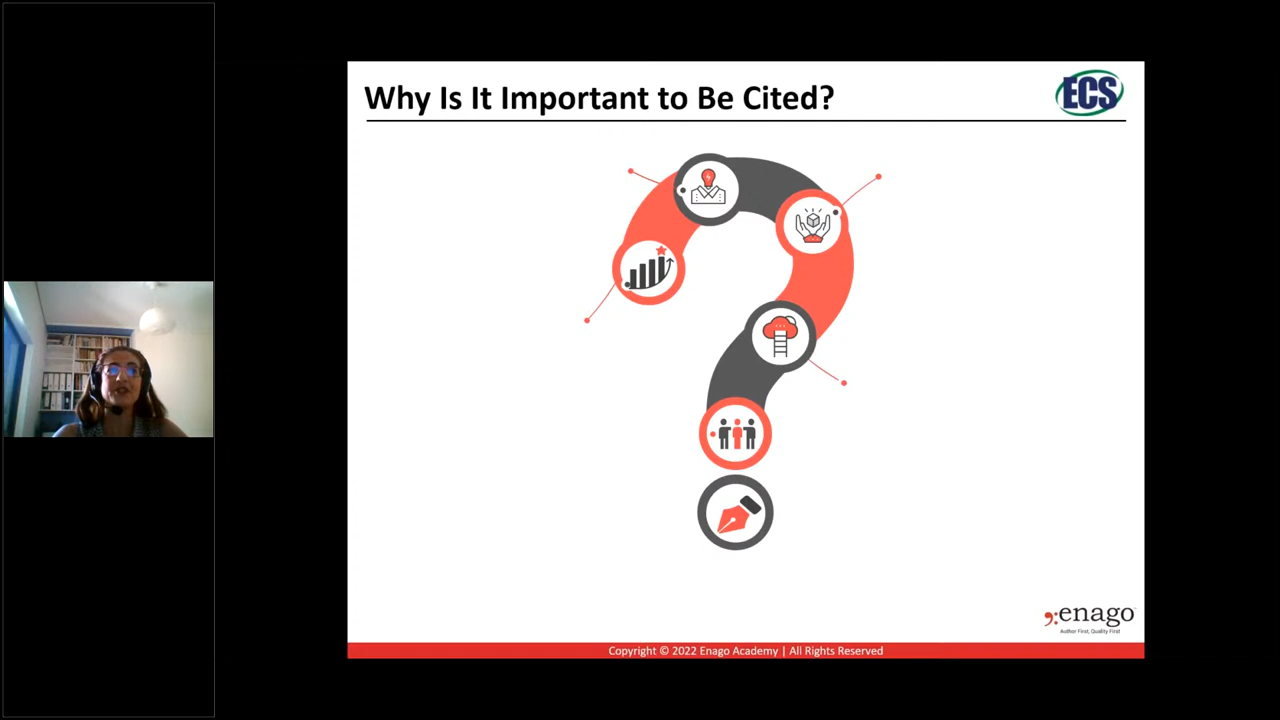 Why Is It Important to Be Cited?
ECS
enago
Author First, Quality First
Copyright © 2022 Enago Academy | All Rights Reserved